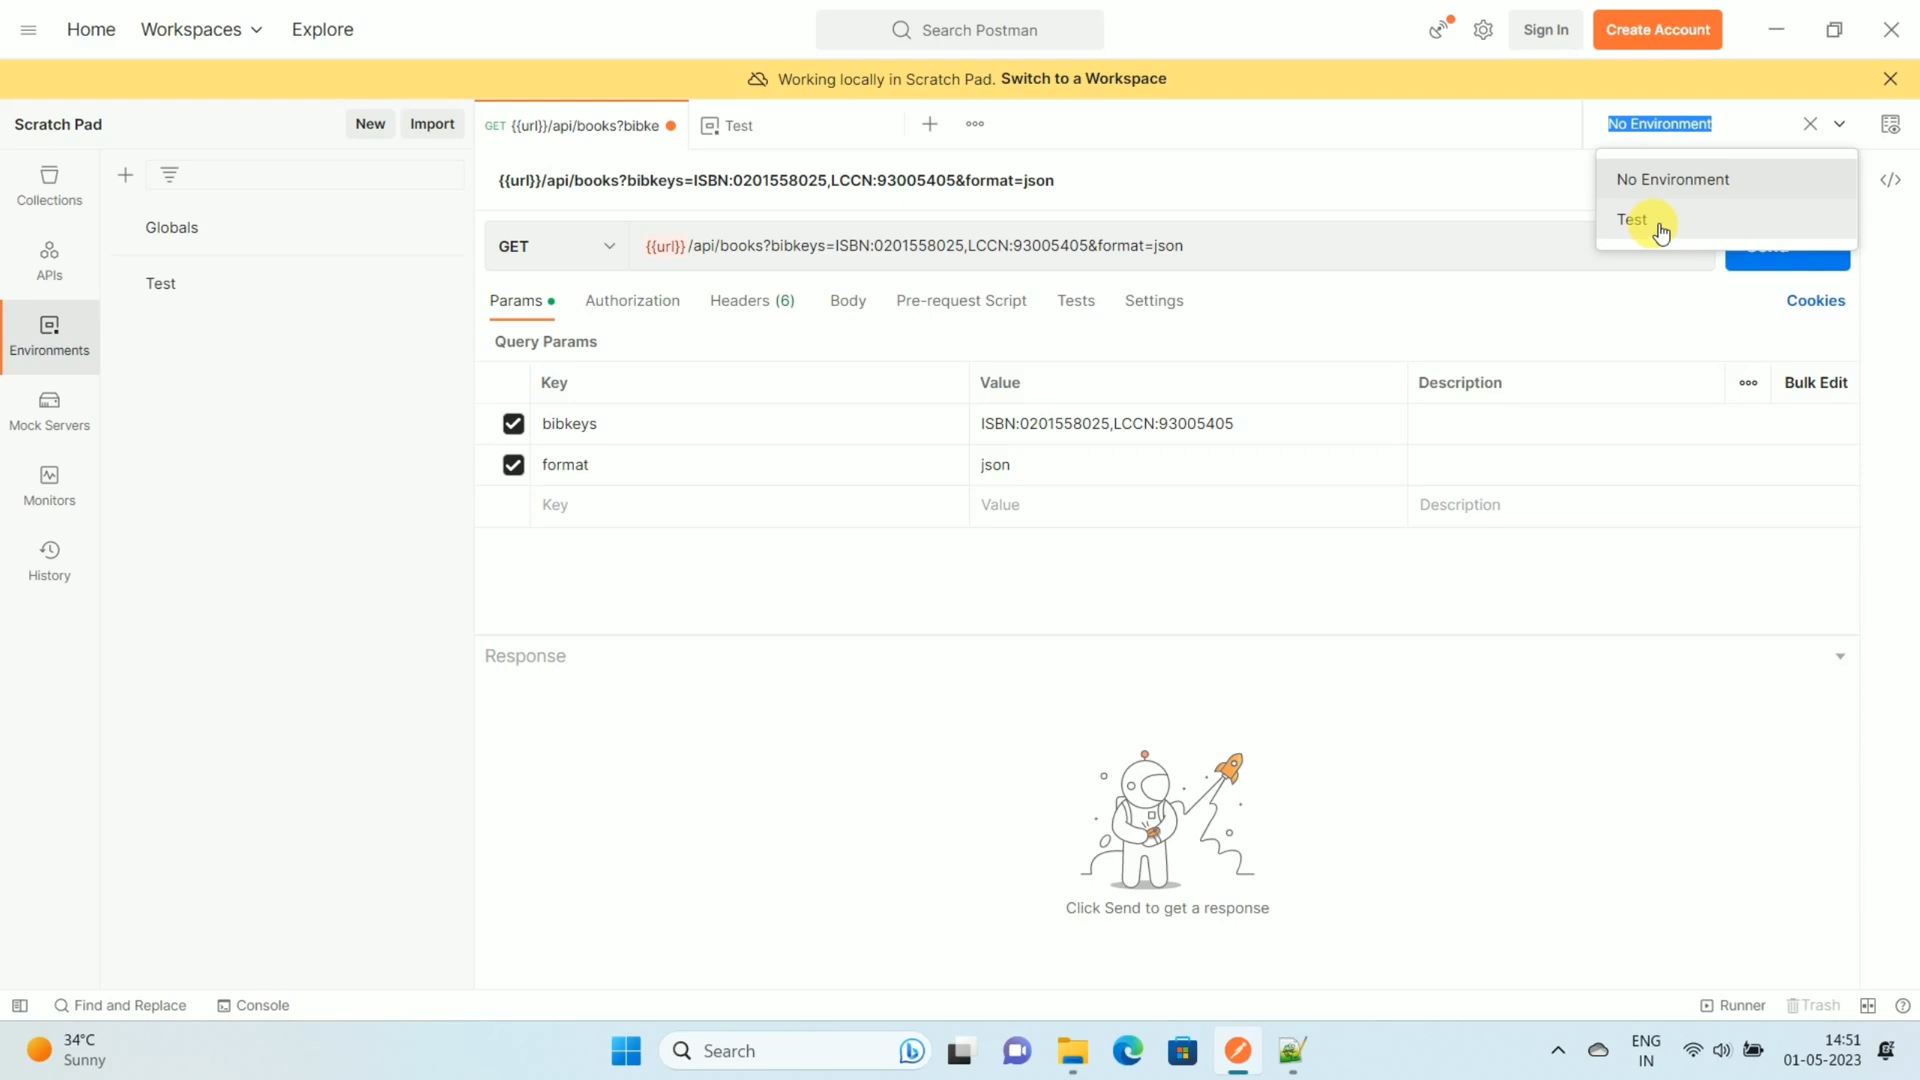 Home Workspaces Explore Search Postman Sign In Create Account
Working locally in Scratch Pad. Switch to a Workspace
Scratch Pad New Import GET {{url}}/api/books?bibke Test No Environment
{{url}}/api/books?bibkeys=ISBN:0201558025,LCCN:93005405&format=json
No Environment
Test
Collections
Globals
GET {{url}}/api/books?bibkeys=ISBN:0201558025,LCCN:93005405&format=json
APIs
Test
Params Authorization Headers (6) Body Pre-request Script Tests Settings Cookies
Environments
Query Params
Key Value Description Bulk Edit
Mock Servers
bibkeys ISBN:0201558025,LCCN:93005405
format json
Monitors
Key Value Description
History
Response
Click Send to get a response
Find and Replace Console Runner Trash
34°C
Sunny
Search
ENG
IN
14:51
01-05-2023